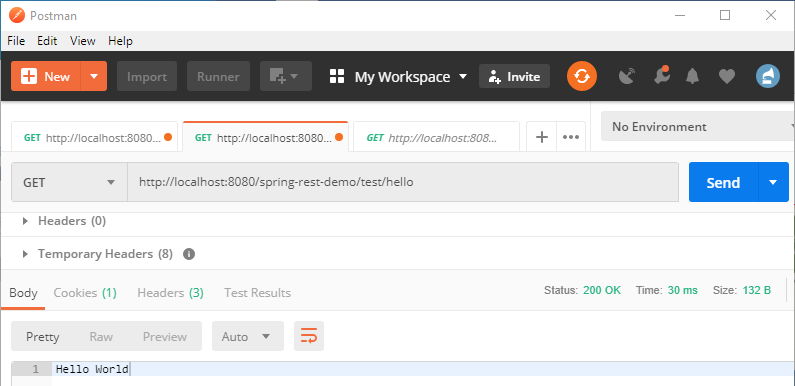 Postman
File Edit View Help
New Import Runner My Workspace Invite
GET http://localhost:8080... GET http://localhost:8080... GET http://localhost:808... No Environment
GET http://localhost:8080/spring-rest-demo/test/hello Send
Headers (0)
Temporary Headers (8)
Body Cookies (1) Headers (3) Test Results Status: 200 OK Time: 30 ms Size: 132 B
Pretty Raw Preview Auto
1 Hello World